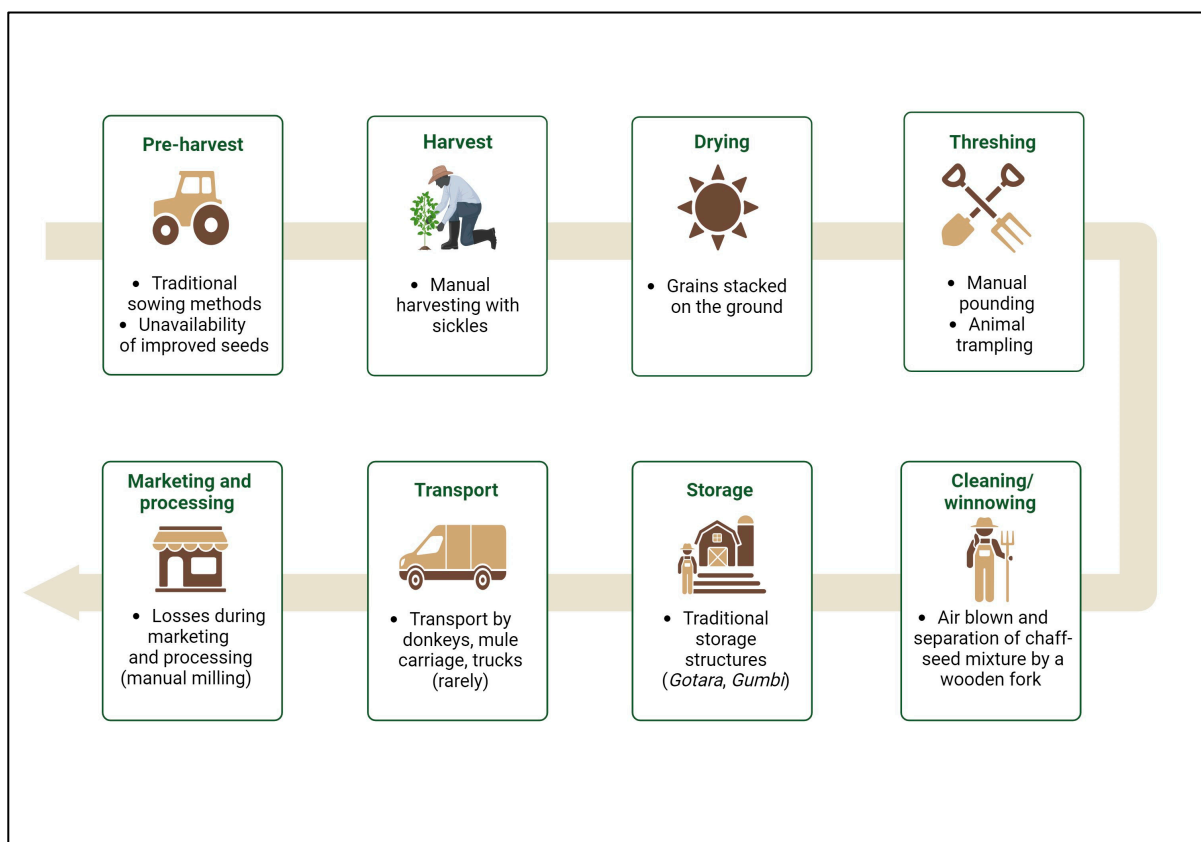 Pre-harvest
• Traditional
sowing methods
• Unavailability
of improved seeds
Harvest
• Manual
harvesting with
sickles
Drying
• Grains stacked
on the ground
Threshing
• Manual
pounding
• Animal
trampling
Cleaning/
winnowing
• Air blown and
separation of chaff-
seed mixture by a
wooden fork
Storage
• Traditional
storage
structures
(Gotara, Gumbi)
Transport
• Transport by
donkeys, mule
carriage, trucks
(rarely)
Marketing and
processing
• Losses during
marketing
and processing
(manual milling)